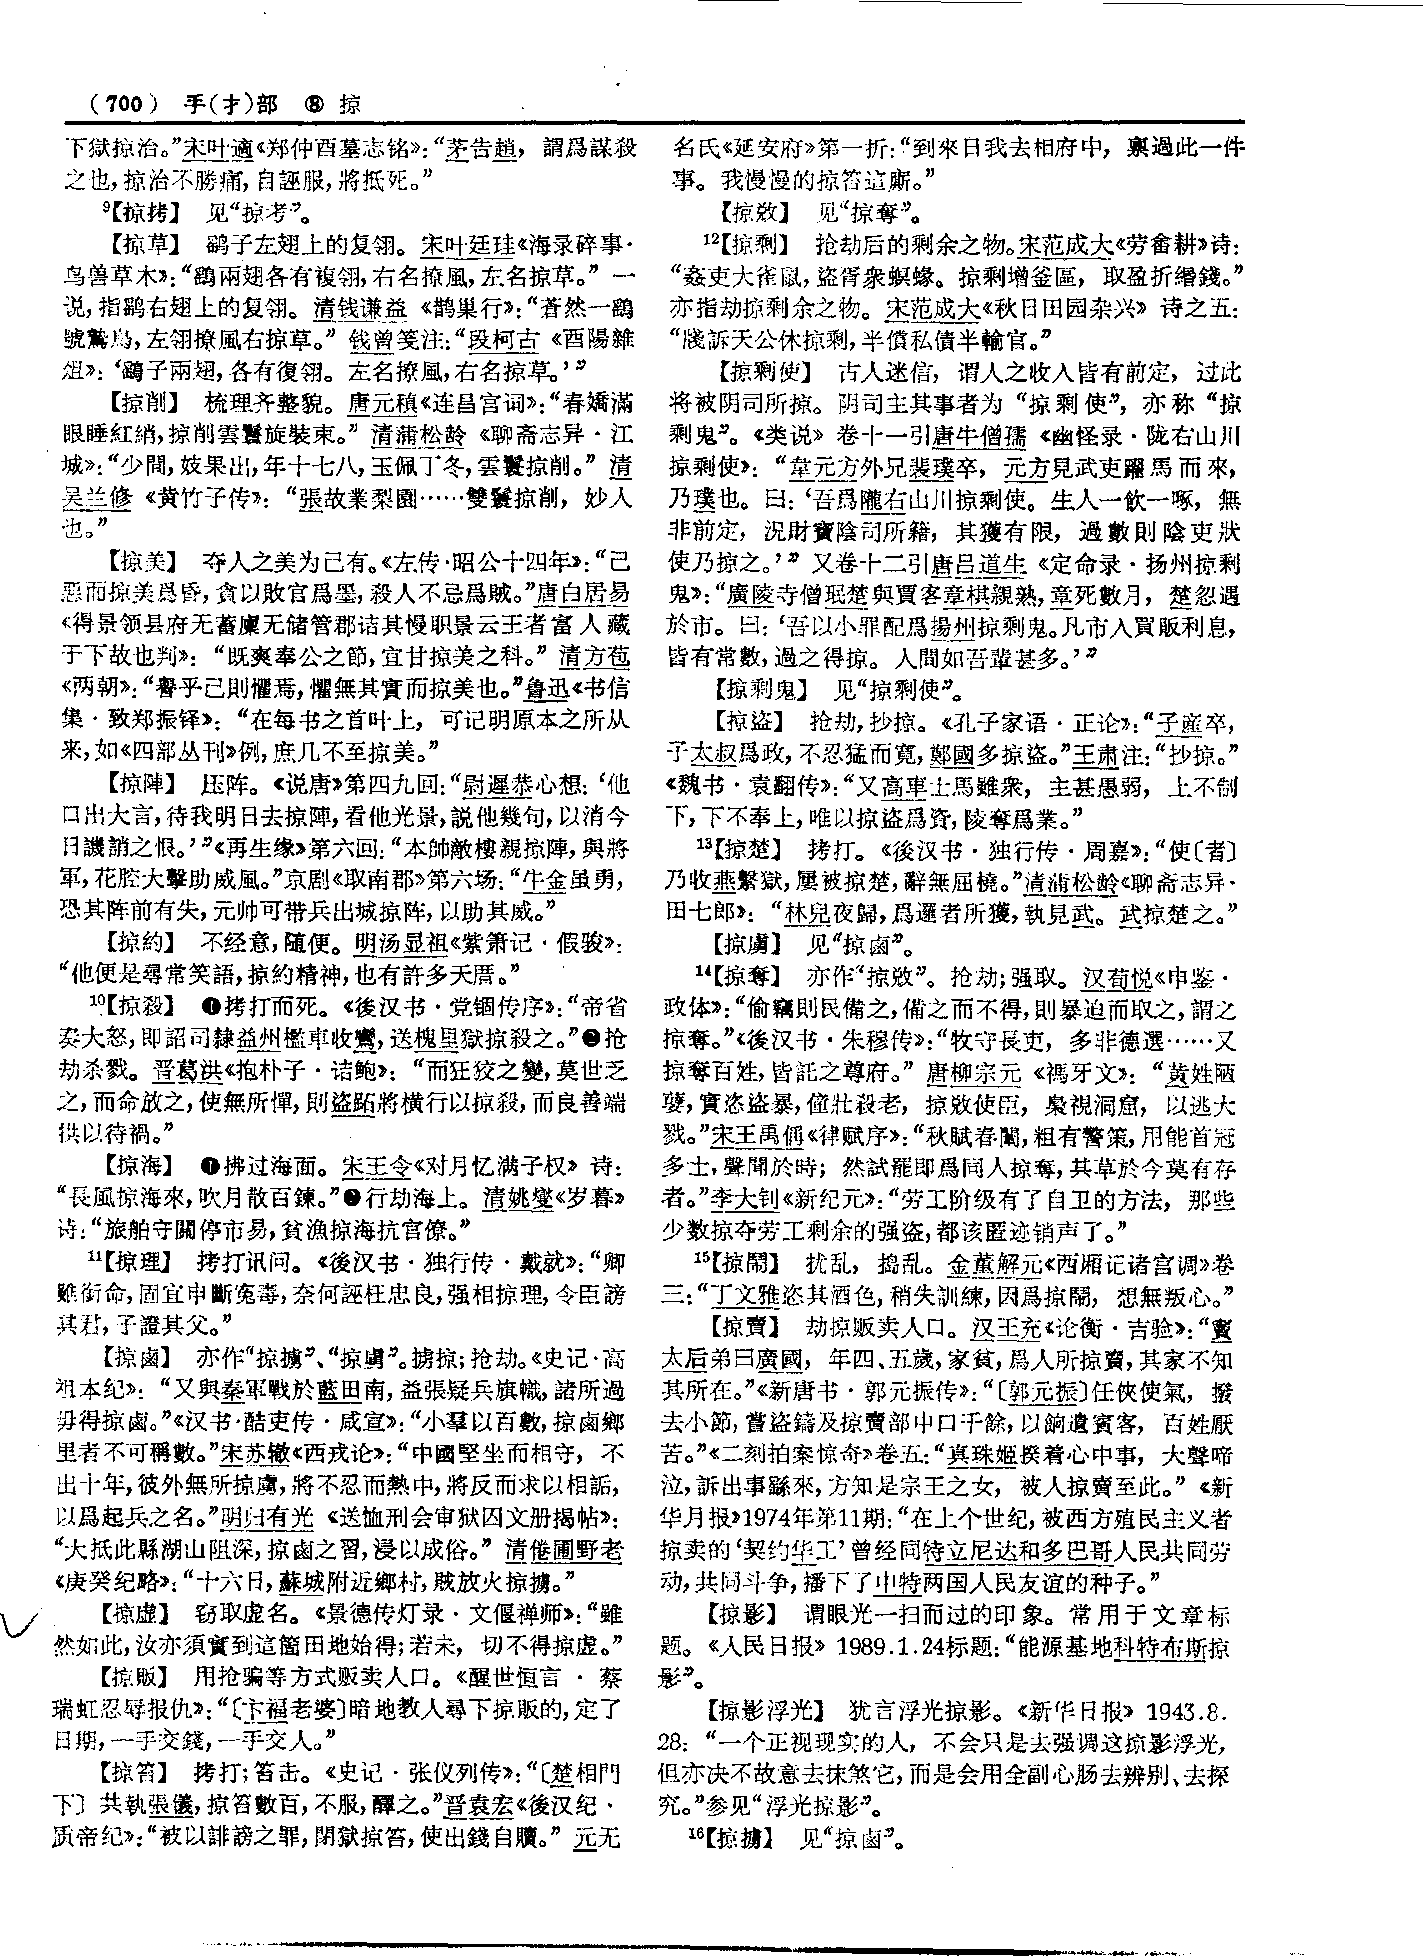 (700) 手(扌)部 ⑧ 掠
下獄掠治。”宋叶適《郑仲酉墓志铭》：“茅告趙，謂爲謀殺
之也，掠治不勝痛，自誣服，將抵死。”
9【掠拷】 见“掠考”。
【掠草】 鹞子左翅上的复翎。宋叶廷珪《海录碎事·
鸟兽草木》：“鷂兩翅各有複翎，右名撩風，左名掠草。”一
说，指鹞右翅上的复翎。清钱谦益《鹊巢行》：“蒼然一鷂
號鷙鳥，左翎撩風右掠草。”钱曾笺注：“段柯古《酉陽雜
俎》：‘鷂子兩翅，各有復翎。左名撩風，右名掠草。’”
【掠削】 梳理齐整貌。唐元稹《连昌宫词》：“春嬌滿
眼睡紅綃，掠削雲鬟旋裝束。”清蒲松龄《聊斋志异·江
城》：“少間，妓果出，年十七八，玉佩丁冬，雲鬟掠削。”清
吴兰修《黄竹子传》：“張故業梨園……雙鬟掠削，妙人
也。”
【掠美】 夺人之美为己有。《左传·昭公十四年》：“己
惡而掠美爲昏，貪以敗官爲墨，殺人不忌爲賊。”唐白居易
《得景领县府无蓄廪无储管郡诘其慢职景云王者富人藏
于下故也判》：“既爽奉公之節，宜甘掠美之科。”清方苞
《两朝》：“譽乎己則懼焉，懼無其實而掠美也。”鲁迅《书信
集·致郑振铎》：“在每书之首叶上，可记明原本之所从
来，如《四部丛刊》例，庶几不至掠美。”
【掠陣】 压阵。《说唐》第四九回：“尉遲恭心想：‘他
口出大言，待我明日去掠陣，看他光景，説他幾句，以消今
日譏誚之恨。’”《再生缘》第六回：“本帥敵樓親掠陣，與將
軍，花腔大鼙助威風。”京剧《取南郡》第六场：“牛金虽勇，
恐其阵前有失，元帅可带兵出城掠阵，以助其威。”
【掠約】 不经意，随便。明汤显祖《紫箫记·假骏》：
“他便是尋常笑語，掠約精神，也有許多天厝。”
10【掠殺】 ❶拷打而死。《後汉书·党锢传序》：“帝省
奏大怒，即詔司隸益州檻車收鸞，送槐里獄掠殺之。”❷抢
劫杀戮。晋葛洪《抱朴子·诘鲍》：“而狂狡之變，莫世乏
之，而命放之，使無所憚，則盜跖將橫行以掠殺，而良善端
拱以待禍。”
【掠海】 ❶拂过海面。宋王令《对月忆满子权》诗：
“長風掠海來，吹月散百鍊。”❷行劫海上。清姚燮《岁暮》
诗：“旅舶守關停市易，貧漁掠海抗官僚。”
11【掠理】 拷打讯问。《後汉书·独行传·戴就》：“卿
雖銜命，固宜申斷冤毒，奈何誣枉忠良，强相掠理，令臣謗
其君，子證其父。”
【掠鹵】 亦作“掠擄”、“掠虜”。掳掠；抢劫。《史记·高
祖本纪》：“又與秦軍戰於藍田南，益張疑兵旗幟，諸所過
毋得掠鹵。”《汉书·酷吏传·咸宣》：“小羣以百數，掠鹵鄉
里者不可稱數。”宋苏辙《西戎论》：“中國堅坐而相守，不
出十年，彼外無所掠虜，將不忍而熱中，將反而求以相詬，
以爲起兵之名。”明归有光《送恤刑会审狱囚文册揭帖》：
“大抵此縣湖山阻深，掠鹵之習，浸以成俗。”清倦圃野老
《庚癸纪略》：“十六日，蘇城附近鄉村，賊放火掠擄。”
【掠虚】 窃取虚名。《景德传灯录·文偃禅师》：“雖
然如此，汝亦須實到這箇田地始得；若未，切不得掠虚。”
【掠販】 用抢骗等方式贩卖人口。《醒世恒言·蔡
瑞虹忍辱报仇》：“〔卞福老婆〕暗地教人尋下掠販的，定了
日期，一手交錢，一手交人。”
【掠笞】 拷打；笞击。《史记·张仪列传》：“〔楚相門
下〕共執張儀，掠笞數百，不服，醳之。”晋袁宏《後汉纪·
质帝纪》：“被以誹謗之罪，閉獄掠笞，使出錢自贖。”元无
名氏《延安府》第一折：“到來日我去相府中，禀過此一件
事。我慢慢的掠笞這廝。”
【掠敓】 见“掠奪”。
12【掠剩】 抢劫后的剩余之物。宋范成大《劳畬耕》诗：
“姦吏大雀鼠，盜胥衆螟蟓。掠剩增釜區，取盈折緡錢。”
亦指劫掠剩余之物。宋范成大《秋日田园杂兴》诗之五：
“牋訴天公休掠剩，半償私債半輸官。”
【掠剩使】 古人迷信，谓人之收入皆有前定，过此
将被阴司所掠。阴司主其事者为“掠剩使”，亦称“掠
剩鬼”。《类说》卷十一引唐牛僧孺《幽怪录·陇右山川
掠剩使》：“韋元方外兄裴璞卒，元方見武吏躍馬而來，
乃璞也。曰：‘吾爲隴右山川掠剩使。生人一飲一啄，無
非前定，況財寶陰司所籍，其獲有限，過數則陰吏狀
使乃掠之。’”又卷十二引唐吕道生《定命录·扬州掠剩
鬼》：“廣陵寺僧珉楚與賈客章棋親熟，章死數月，楚忽遇
於市。曰：‘吾以小罪配爲揚州掠剩鬼。凡市人買販利息，
皆有常數，過之得掠。人間如吾輩甚多。’”
【掠剩鬼】 见“掠剩使”。
【掠盜】 抢劫，抄掠。《孔子家语·正论》：“子産卒，
子太叔爲政，不忍猛而寬，鄭國多掠盜。”王肃注：“抄掠。”
《魏书·袁翻传》：“又高車士馬雖衆，主甚愚弱，上不制
下，下不奉上，唯以掠盜爲資，陵奪爲業。”
13【掠楚】 拷打。《後汉书·独行传·周嘉》：“使〔者〕
乃收燕繫獄，屢被掠楚，辭無屈橈。”清蒲松龄《聊斋志异·
田七郎》：“林兒夜歸，爲邏者所獲，執見武。武掠楚之。”
【掠虜】 见“掠鹵”。
14【掠奪】 亦作“掠敓”。抢劫；强取。汉荀悦《申鉴·
政体》：“偷竊則民備之，備之而不得，則暴迫而取之，謂之
掠奪。”《後汉书·朱穆传》：“牧守長吏，多非德選……又
掠奪百姓，皆託之尊府。”唐柳宗元《禡牙文》：“黄姓陋
孽，實恣盜暴，僮壯殺老，掠敓使臣，梟視洞窟，以逃大
戮。”宋王禹偁《律赋序》：“秋賦春闈，粗有警策，用能首冠
多士，聲聞於時；然試罷即爲同人掠奪，其草於今莫有存
者。”李大钊《新纪元》：“劳工阶级有了自卫的方法，那些
少数掠夺劳工剩余的强盗，都该匿迹销声了。”
15【掠鬧】 扰乱，捣乱。金董解元《西厢记诸宫调》卷
三：“丁文雅恣其酒色，稍失訓練，因爲掠鬧，想無叛心。”
【掠賣】 劫掠贩卖人口。汉王充《论衡·吉验》：“竇
太后弟曰廣國，年四、五歲，家貧，爲人所掠賣，其家不知
其所在。”《新唐书·郭元振传》：“〔郭元振〕任俠使氣，撥
去小節，嘗盜鑄及掠賣部中口千餘，以餉遺賓客，百姓厭
苦。”《二刻拍案惊奇》卷五：“真珠姬揆着心中事，大聲啼
泣，訴出事繇來，方知是宗王之女，被人掠賣至此。”《新
华月报》1974年第11期：“在上个世纪，被西方殖民主义者
掠卖的‘契约华工’曾经同特立尼达和多巴哥人民共同劳
动，共同斗争，播下了中特两国人民友谊的种子。”
【掠影】 谓眼光一扫而过的印象。常用于文章标
题。《人民日报》1989.1.24标题：“能源基地科特布斯掠
影”。
【掠影浮光】 犹言浮光掠影。《新华日报》1943.8.
28：“一个正视现实的人，不会只是去强调这掠影浮光，
但亦决不故意去抹煞它，而是会用全副心肠去辨别、去探
究。”参见“浮光掠影”。
16【掠擄】 见“掠鹵”。